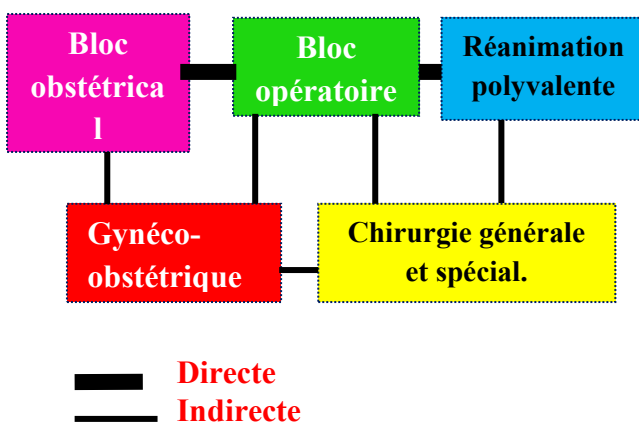 Bloc
obstétrica
l
Bloc
opératoire
Réanimation
polyvalente
Gynéco-
obstétrique
Chirurgie générale
et spécial.
Directe
Indirecte